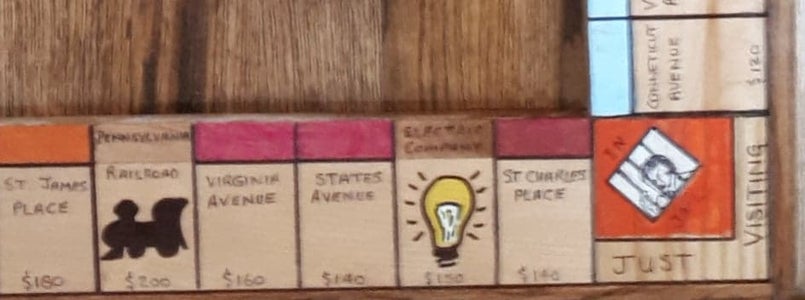 ST JAMES
PLACE
$180
PENNSYLVANIA
RAILROAD
$200
VIRGINIA
AVENUE
$160
STATES
AVENUE
$140
ELECTRIC
COMPANY
$150
ST CHARLES
PLACE
$140
IN
JAIL
JUST
VISITING
CONNETICUT
AVENUE
$120